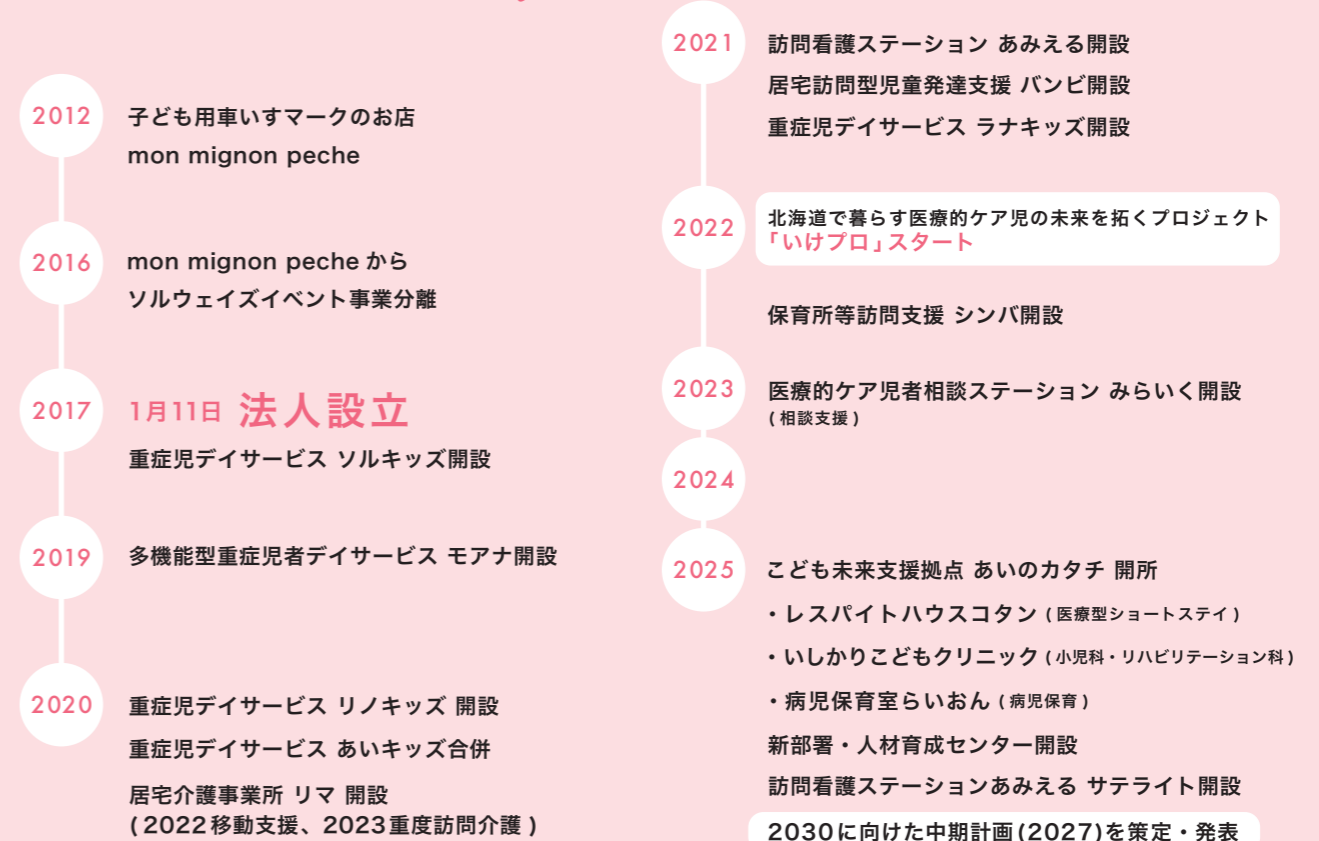 2012
子ども用車いすマークのお店
mon mignon peche
2016
mon mignon peche から
ソルウェイズイベント事業分離
2017
1月11日 法人設立
重症児デイサービス ソルキッズ開設
2019
多機能型重症児者デイサービス モアナ開設
2020
重症児デイサービス リノキッズ 開設
重症児デイサービス あいキッズ合併
居宅介護事業所 リマ 開設
(2022移動支援、2023重度訪問介護)
2021
訪問看護ステーション あみえる開設
居宅訪問型児童発達支援 バンビ開設
重症児デイサービス ラナキッズ開設
2022
北海道で暮らす医療的ケア児の未来を拓くプロジェクト
「いけプロ」スタート
保育所等訪問支援 シンバ開設
2023
医療的ケア児者相談ステーション みらいく開設
(相談支援)
2024
2025
こども未来支援拠点 あいのカタチ 開所
・レスパイトハウスコタン(医療型ショートステイ)
・いしかりこどもクリニック(小児科・リハビリテーション科)
・病児保育室らいおん(病児保育)
新部署・人材育成センター開設
訪問看護ステーションあみえる サテライト開設
2030に向けた中期計画(2027)を策定・発表